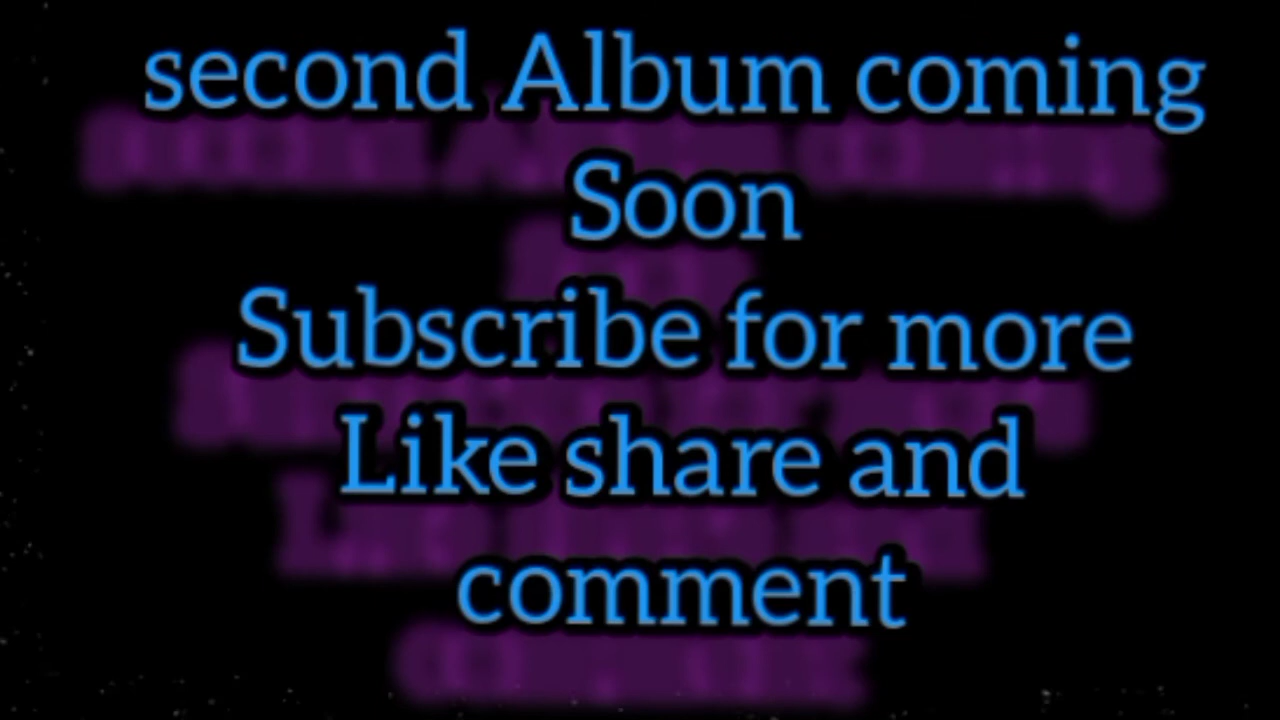 second Album coming
Soon
Subscribe for more
Like share and
comment